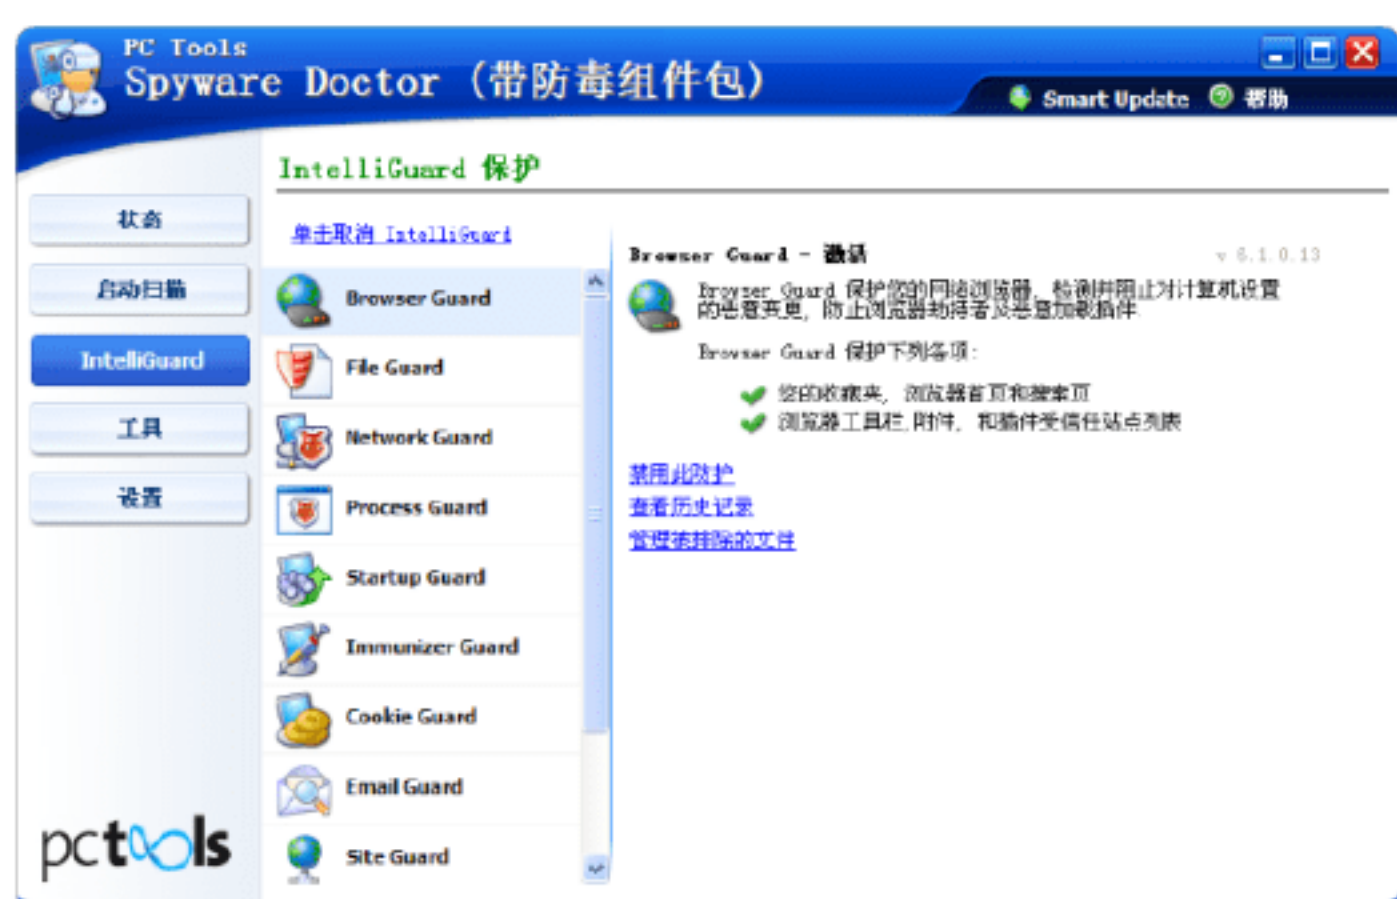 PC Tools
Spyware Doctor (带防毒组件包)
Smart Update 帮助
IntelliGuard 保护
状态
启动扫描
IntelliGuard
工具
设置
单击取消 IntelliGuard
Browser Guard
File Guard
Network Guard
Process Guard
Startup Guard
Immunizer Guard
Cookie Guard
Email Guard
Site Guard
Browser Guard - 激活
v 6.1.0.13
Browser Guard 保护您的网络浏览器, 检测并阻止对计算机设置
的恶意变更, 防止浏览器劫持者及恶意加载插件.
Browser Guard 保护下列各项:
您的收藏夹, 浏览器首页和搜索页
浏览器工具栏,附件, 和插件受信任站点列表
禁用此防护
查看历史记录
管理被排除的文件
pctools